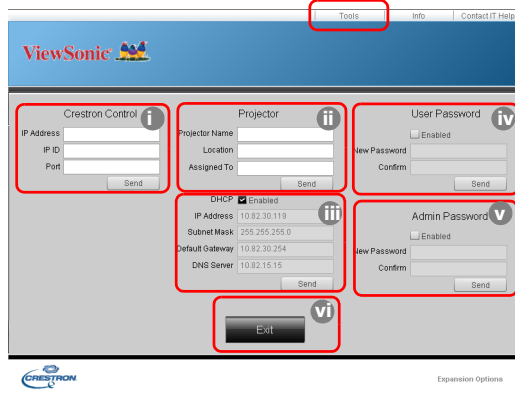 Tools Info Contact IT Help
ViewSonic
Crestron Control i
IP Address
IP ID
Port
Send
Projector ii
Projector Name
Location
Assigned To
Send
DHCP Enabled iii
IP Address 10.82.30.119
Subnet Mask 255.255.255.0
Default Gateway 10.82.30.254
DNS Server 10.82.15.15
Send
User Password iv
Enabled
New Password
Confirm
Send
Admin Password v
Enabled
New Password
Confirm
Send
vi
Exit
CRESTRON
Expansion Options